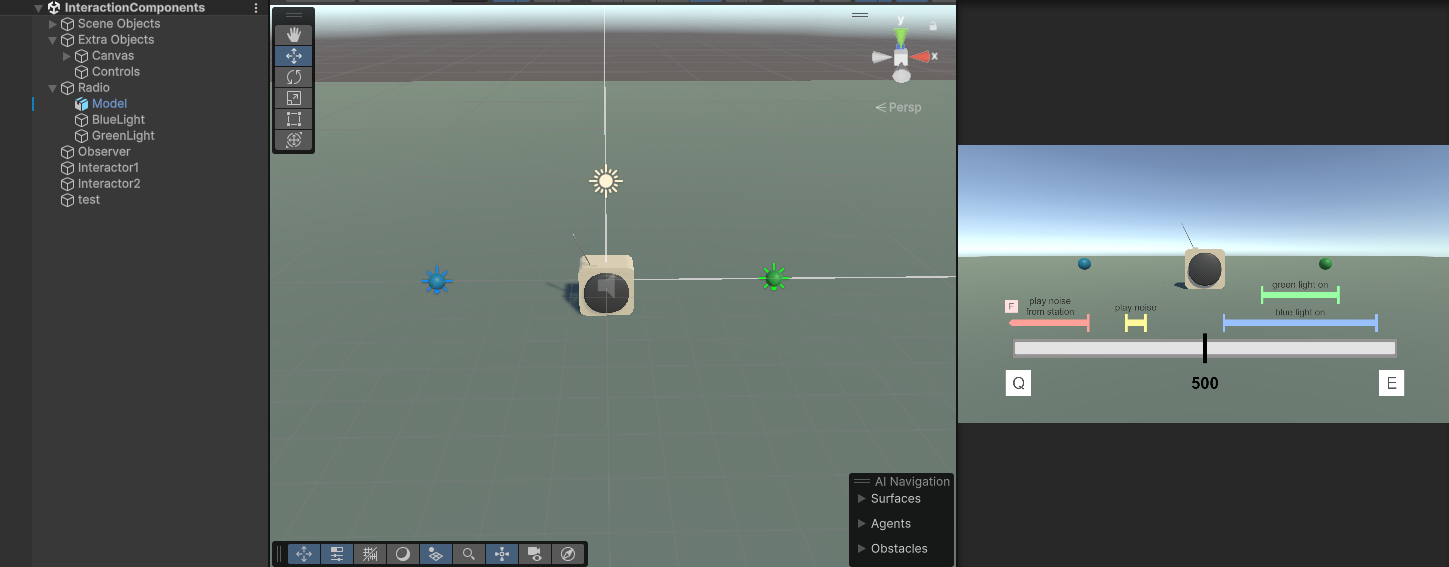 InteractionComponents
Scene Objects
Extra Objects
Canvas
Controls
Radio
Model
BlueLight
GreenLight
Observer
Interactor1
Interactor2
test
y
x
Persp
AI Navigation
Surfaces
Agents
Obstacles
green light on
F
play noise
from station
play noise
blue light on
Q
500
E